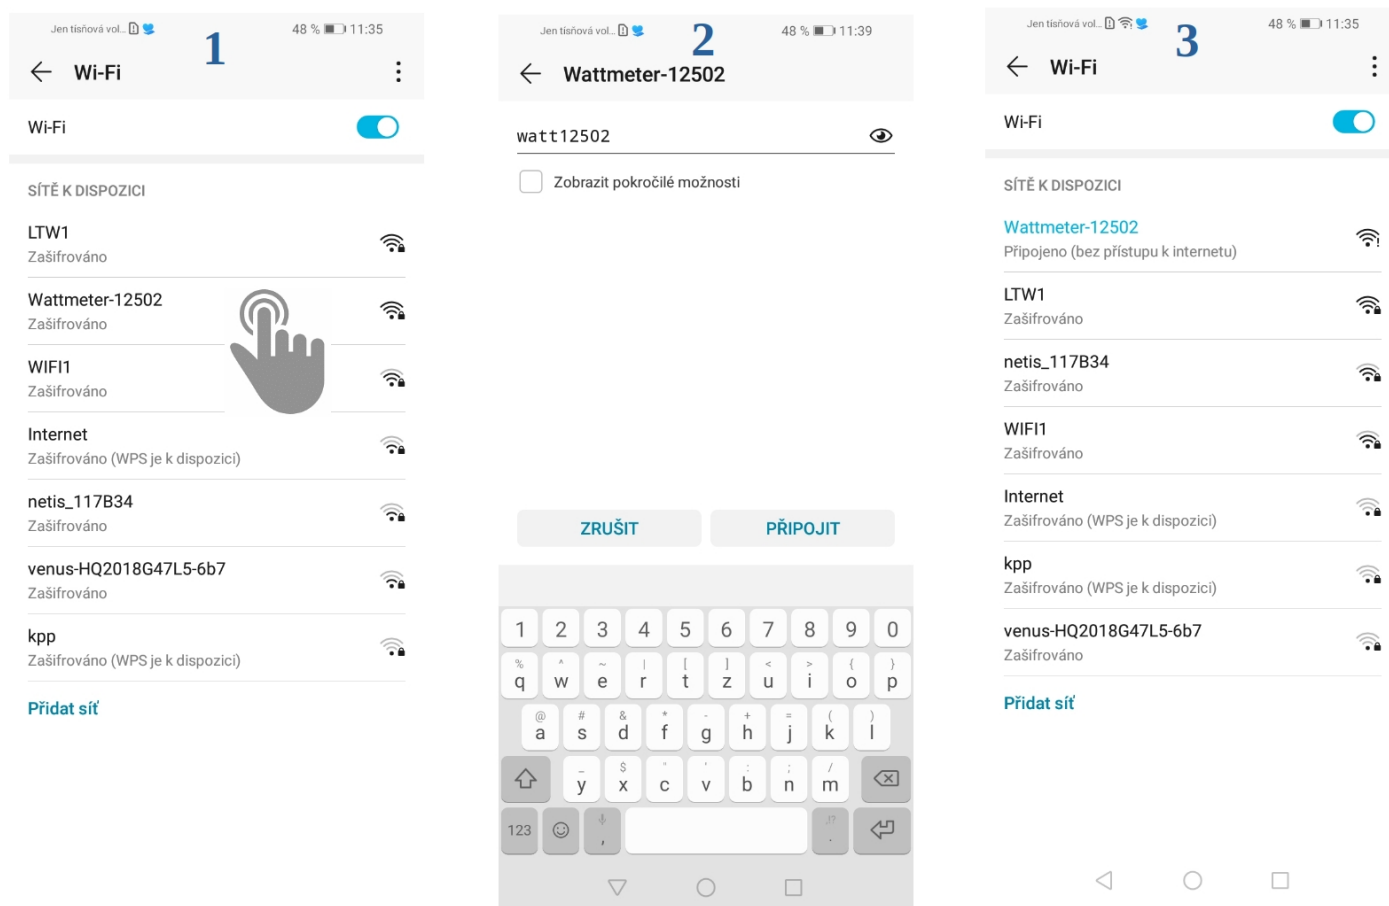 Jen tísňová vol... 48 % 11:35
1
Wi-Fi
Wi-Fi
SÍTĚ K DISPOZICI
LTW1
Zašifrováno
Wattmeter-12502
Zašifrováno
WIFI1
Zašifrováno
Internet
Zašifrováno (WPS je k dispozici)
netis_117B34
Zašifrováno
venus-HQ2018G47L5-6b7
Zašifrováno
kpp
Zašifrováno (WPS je k dispozici)
Přidat síť
Jen tísňová vol... 48 % 11:39
2
Wattmeter-12502
watt12502
Zobrazit pokročilé možnosti
ZRUŠIT PŘIPOJIT
1 2 3 4 5 6 7 8 9 0
% ^ ~ | [ ] < > { }
q w e r t z u i o p
@ # & * - + = ( )
a s d f g h j k l
_ $ " ' : ; /
y x c v b n m
123 , .!?
Jen tísňová vol... 48 % 11:35
3
Wi-Fi
Wi-Fi
SÍTĚ K DISPOZICI
Wattmeter-12502
Připojeno (bez přístupu k internetu)
LTW1
Zašifrováno
netis_117B34
Zašifrováno
WIFI1
Zašifrováno
Internet
Zašifrováno (WPS je k dispozici)
kpp
Zašifrováno (WPS je k dispozici)
venus-HQ2018G47L5-6b7
Zašifrováno
Přidat síť